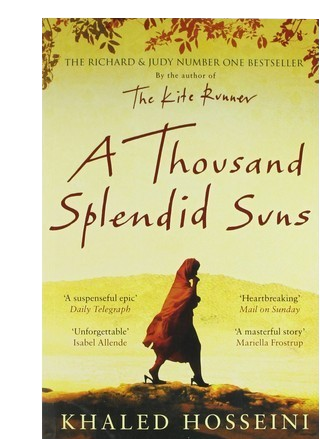 THE RICHARD & JUDY NUMBER ONE BESTSELLER
By the author of
The Kite Runner
A Thousand
Splendid Suns
'A suspenseful epic'
Daily Telegraph
'Heartbreaking'
Mail on Sunday
'Unforgettable'
Isabel Allende
'A masterful story'
Mariella Frostrup
KHALED HOSSEINI